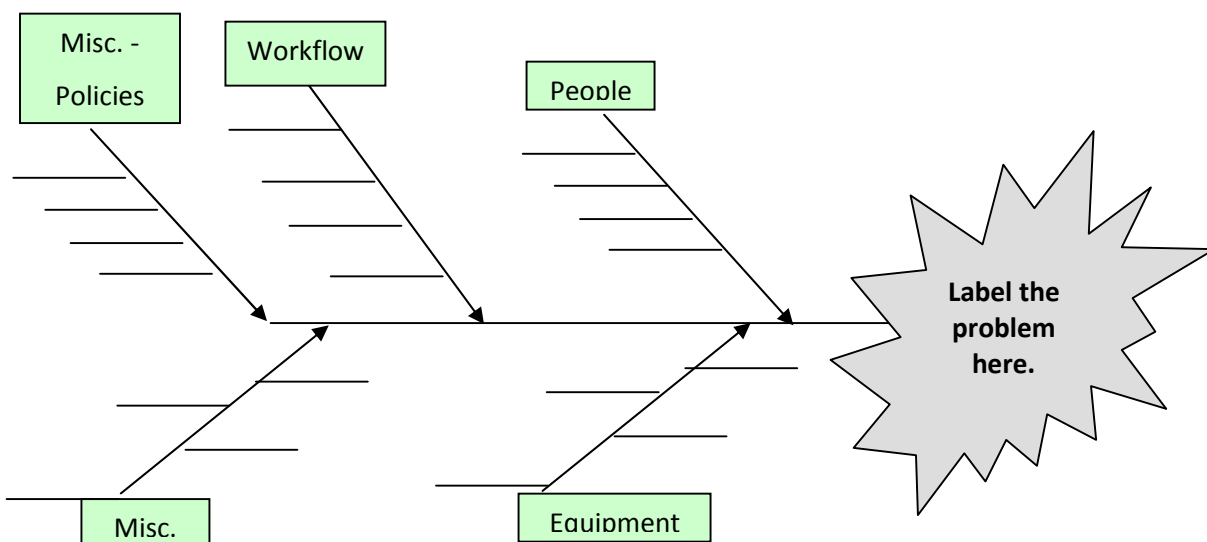 Misc. -
Policies
Workflow
People
Label the
problem
here.
Misc.
Equipment